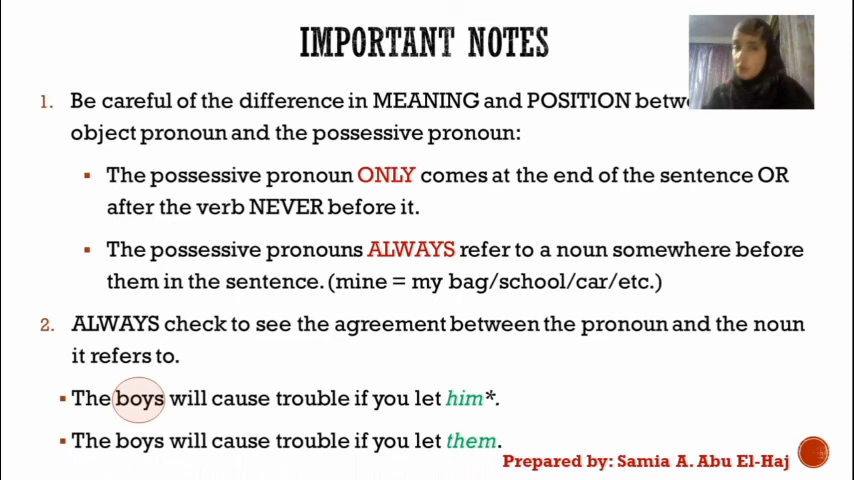 IMPORTANT NOTES
1. Be careful of the difference in MEANING and POSITION
object pronoun and the possessive pronoun:
▪ The possessive pronoun ONLY comes at the end of the sentence OR
after the verb NEVER before it.
▪ The possessive pronouns ALWAYS refer to a noun somewhere before
them in the sentence. (mine = my bag/school/car/etc.)
2. ALWAYS check to see the agreement between the pronoun and the noun
it refers to.
▪ The boys will cause trouble if you let him*.
▪ The boys will cause trouble if you let them.
Prepared by: Samia A. Abu El-Haj